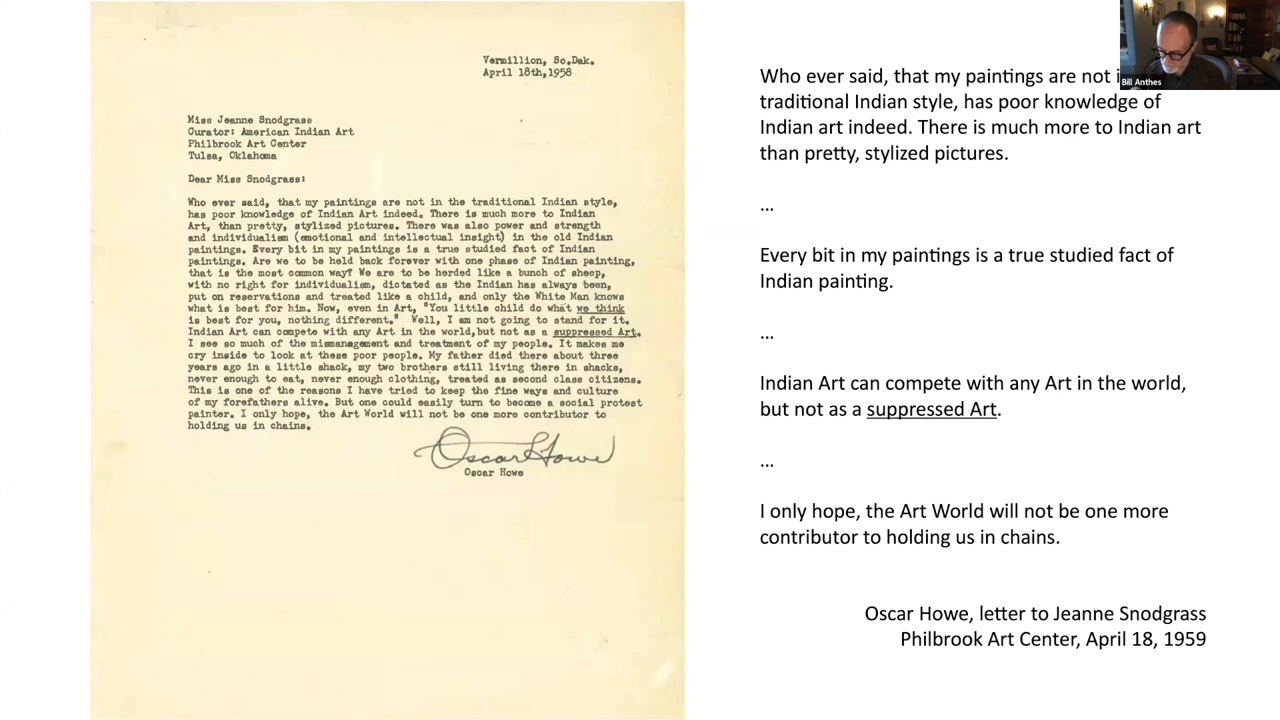 Vermillion, So.Dak.
April 18th,1958
Miss Jeanne Snodgrass
Curator: American Indian Art
Philbrook Art Center
Tulsa, Oklahoma
Dear Miss Snodgrass:
Who ever said, that my paintings are not in the traditional Indian style,
has poor knowledge of Indian Art indeed. There is much more to Indian
Art, than pretty, stylized pictures. There was also power and strength
and individualism (emotional and intellectual insight) in the old Indian
paintings. Every bit in my paintings is a true studied fact of Indian
paintings. Are we to be held back forever with one phase of Indian painting,
that is the most common way? We are to be herded like a bunch of sheep,
with no right for individualism, dictated as the Indian has always been,
put on reservations and treated like a child, and only the White Man knows
what is best for him. Now, even in Art, "You little child do what we think
is best for you, nothing different." Well, I am not going to stand for it.
Indian Art can compete with any Art in the world,but not as a suppressed Art.
I see so much of the mismanagement and treatment of my people. It makes me
cry inside to look at these poor people. My father died there about three
years ago in a little shack, my two brothers still living there in shacks,
never enough to eat, never enough clothing, treated as second class citizens.
This is one of the reasons I have tried to keep the fine ways and culture
of my forefathers alive. But one could easily turn to become a social protest
painter. I only hope, the Art World will not be one more contributor to
holding us in chains.
Oscar Howe
Oscar Howe
Who ever said, that my paintings are not i
traditional Indian style, has poor knowledge of
Indian art indeed. There is much more to Indian art
than pretty, stylized pictures.
...
Every bit in my paintings is a true studied fact of
Indian painting.
...
Indian Art can compete with any Art in the world,
but not as a suppressed Art.
...
I only hope, the Art World will not be one more
contributor to holding us in chains.
Oscar Howe, letter to Jeanne Snodgrass
Philbrook Art Center, April 18, 1959
Bill Anthes